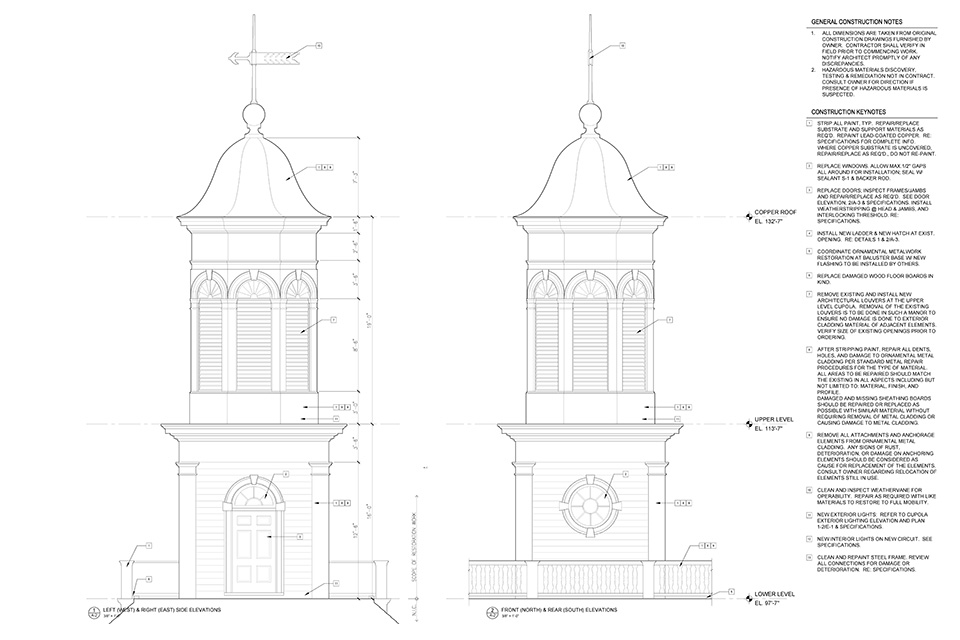 GENERAL CONSTRUCTION NOTES
1. ALL DIMENSIONS ARE TAKEN FROM ORIGINAL
CONSTRUCTION DRAWINGS FURNISHED BY
OWNER. CONTRACTOR SHALL VERIFY IN
FIELD PRIOR TO COMMENCING WORK,
NOTIFY ARCHITECT PROMPTLY OF ANY
DISCREPANCIES.
2. HAZARDOUS MATERIALS DISCOVERY,
TESTING & REMEDIATION NOT IN CONTRACT.
CONSULT OWNER FOR DIRECTION IF
PRESENCE OF HAZARDOUS MATERIALS IS
SUSPECTED.
CONSTRUCTION KEYNOTES
1 STRIP ALL PAINT, TYP. REPAIR/REPLACE
SUBSTRATE AND SUPPORT MATERIALS AS
REQ'D. REPAINT LEAD-COATED COPPER. RE:
SPECIFICATIONS FOR COMPLETE INFO.
WHERE COPPER SUBSTRATE IS UNCOVERED,
REPAIR/REPLACE AS REQ'D., DO NOT RE-PAINT.
2 REPLACE WINDOWS. ALLOW MAX.1/2" GAPS
ALL AROUND FOR INSTALLATION; SEAL W/
SEALANT S-1 & BACKER ROD.
3 REPLACE DOORS; INSPECT FRAMES/JAMBS
AND REPAIR/REPLACE AS REQ'D. SEE DOOR
ELEVATION, 2/A-3 & SPECIFICATIONS. INSTALL
WEATHERSTRIPPING @ HEAD & JAMBS, AND
INTERLOCKING THRESHOLD. RE:
SPECIFICATIONS.
4 INSTALL NEW LADDER & NEW HATCH AT EXIST.
OPENING. RE: DETAILS 1 & 2/A-3.
5 COORDINATE ORNAMENTAL METALWORK
RESTORATION AT BALUSTER BASE W/ NEW
FLASHING TO BE INSTALLED BY OTHERS.
6 REPLACE DAMAGED WOOD FLOOR BOARDS IN
KIND.
7 REMOVE EXISTING AND INSTALL NEW
ARCHITECTURAL LOUVERS AT THE UPPER
LEVEL CUPOLA. REMOVAL OF THE EXISTING
LOUVERS IS TO BE DONE IN SUCH A MANOR TO
ENSURE NO DAMAGE IS DONE TO EXTERIOR
CLADDING MATERIAL OF ADJACENT ELEMENTS.
VERIFY SIZE OF EXISTING OPENINGS PRIOR TO
ORDERING.
8 AFTER STRIPPING PAINT, REPAIR ALL DENTS,
HOLES, AND DAMAGE TO ORNAMENTAL METAL
CLADDING PER STANDARD METAL REPAIR
PROCEDURES FOR THE TYPE OF MATERIAL.
ALL AREAS TO BE REPAIRED SHOULD MATCH
THE EXISTING IN ALL ASPECTS INCLUDING BUT
NOT LIMITED TO: MATERIAL, FINISH, AND
PROFILE.
DAMAGED AND MISSING SHEATHING BOARDS
SHOULD BE REPAIRED OR REPLACED AS
POSSIBLE WITH SIMILAR MATERIAL WITHOUT
REQUIRING REMOVAL OF METAL CLADDING OR
CAUSING DAMAGE TO METAL CLADDING.
9 REMOVE ALL ATTACHMENTS AND ANCHORAGE
ELEMENTS FROM ORNAMENTAL METAL
CLADDING. ANY SIGNS OF RUST,
DETERIORATION, OR DAMAGE ON ANCHORING
ELEMENTS SHOULD BE CONSIDERED AS
CAUSE FOR REPLACEMENT OF THE ELEMENTS.
CONSULT OWNER REGARDING RELOCATION OF
ELEMENTS STILL IN USE.
10 CLEAN AND INSPECT WEATHERVANE FOR
OPERABILITY. REPAIR AS REQUIRED WITH LIKE
MATERIALS TO RESTORE TO FULL MOBILITY.
11 NEW EXTERIOR LIGHTS. REFER TO CUPOLA
EXTERIOR LIGHTING ELEVATION AND PLAN
1-2/E-1 & SPECIFICATIONS.
12 NEW INTERIOR LIGHTS ON NEW CIRCUIT. SEE
SPECIFICATIONS.
13 CLEAN AND REPAINT STEEL FRAME; REVIEW
ALL CONNECTIONS FOR DAMAGE OR
DETERIORATION. RE: SPECIFICATIONS.
COPPER ROOF
EL. 132'-7"
UPPER LEVEL
EL. 113'-7"
LOWER LEVEL
EL. 97'-7"
19'-0"
8'-6"
16'-0"
12'-6"
SCOPE OF RESTORATION WORK
N.I.C.
LEFT (WEST) & RIGHT (EAST) SIDE ELEVATIONS
FRONT (NORTH) & REAR (SOUTH) ELEVATIONS